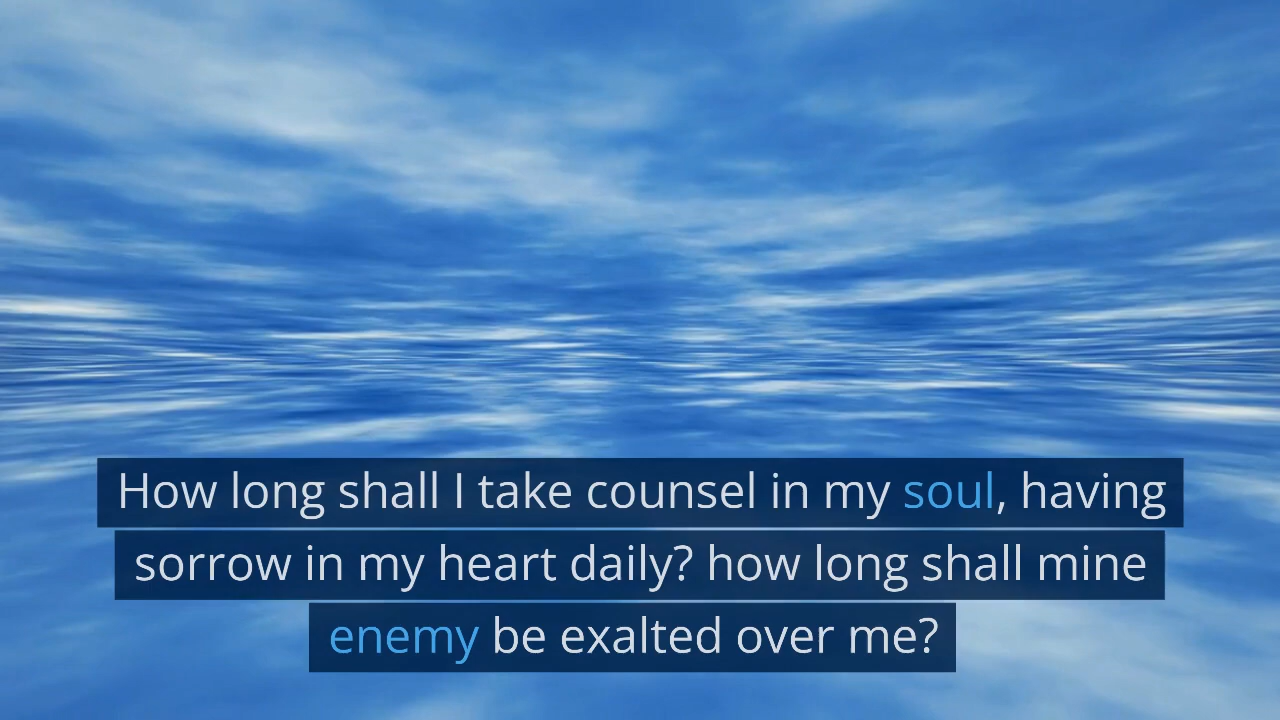 How long shall I take counsel in my soul, having
sorrow in my heart daily? how long shall mine
enemy be exalted over me?